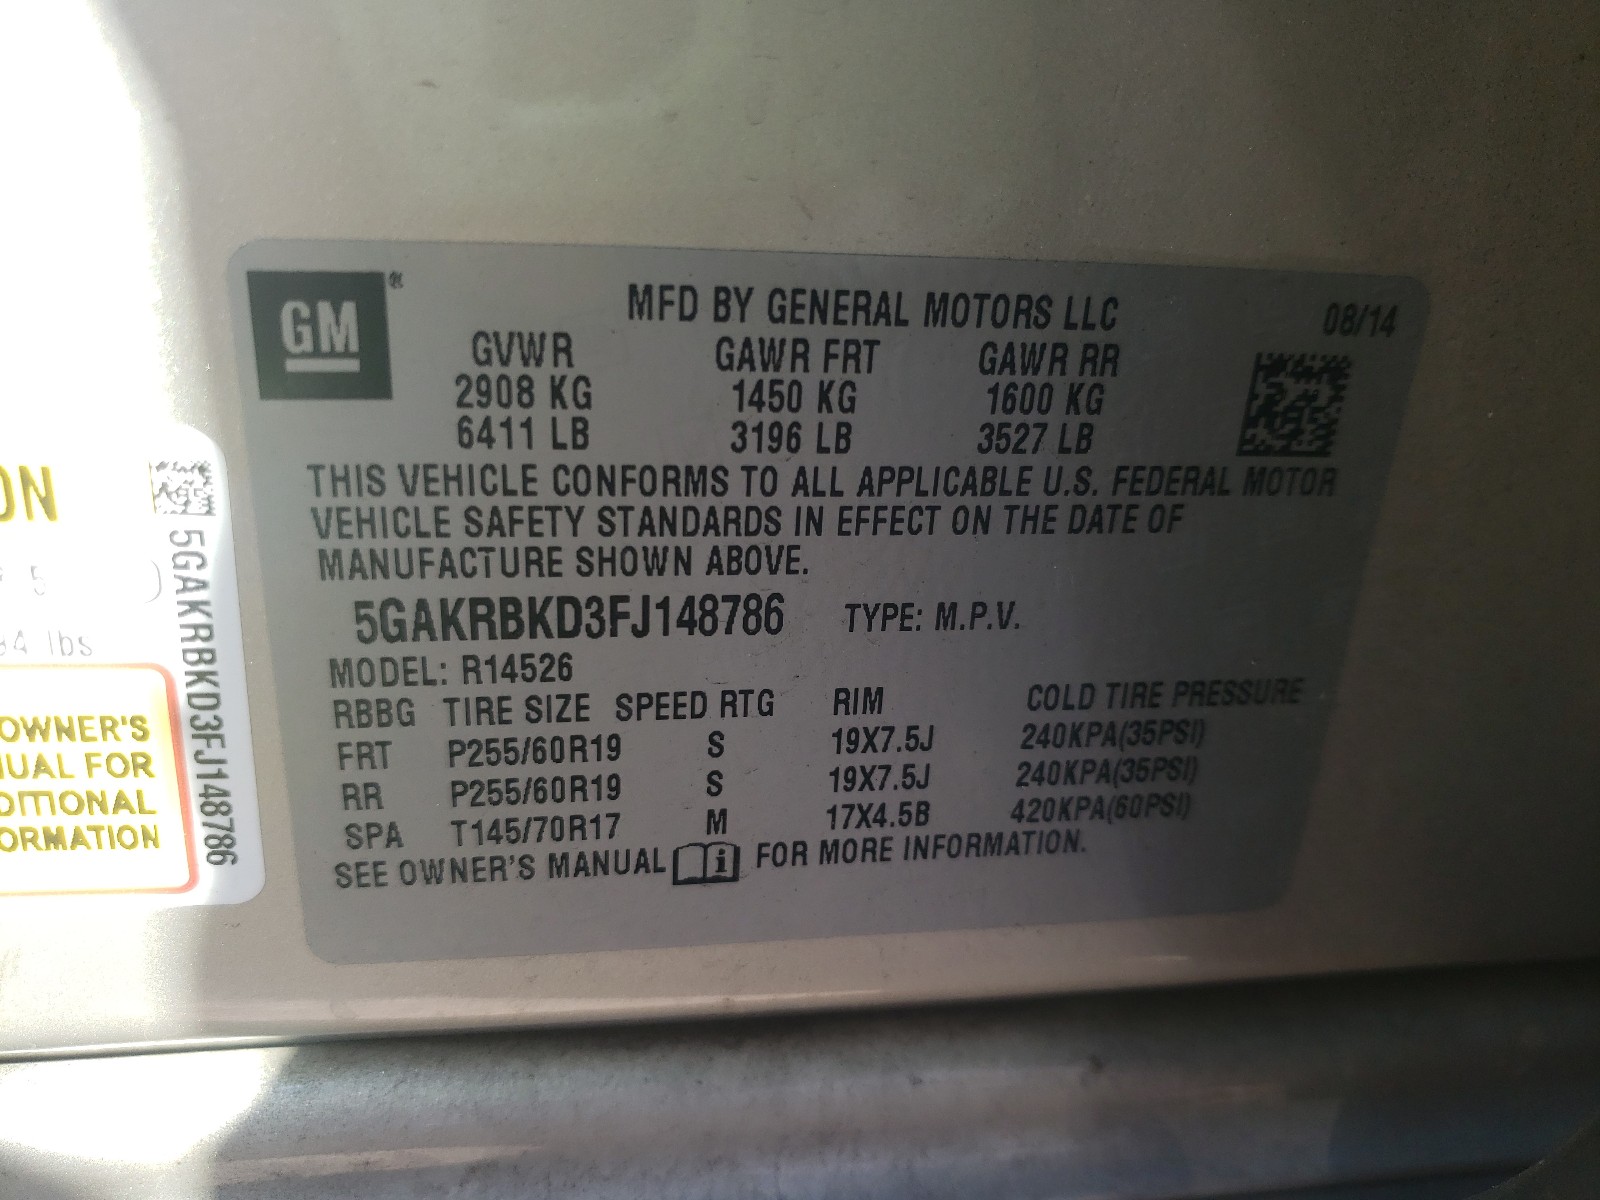 GM ®
MFD BY GENERAL MOTORS LLC 08/14
GVWR GAWR FRT GAWR RR
2908 KG 1450 KG 1600 KG
6411 LB 3196 LB 3527 LB
THIS VEHICLE CONFORMS TO ALL APPLICABLE U.S. FEDERAL MOTOR
VEHICLE SAFETY STANDARDS IN EFFECT ON THE DATE OF
MANUFACTURE SHOWN ABOVE.
5GAKRBKD3FJ148786 TYPE: M.P.V.
MODEL: R14526
RBBG TIRE SIZE SPEED RTG RIM COLD TIRE PRESSURE
FRT P255/60R19 S 19X7.5J 240KPA(35PSI)
RR P255/60R19 S 19X7.5J 240KPA(35PSI)
SPA T145/70R17 M 17X4.5B 420KPA(60PSI)
SEE OWNER'S MANUAL i FOR MORE INFORMATION.
5GAKRBKD3FJ148786
ON
5
34 lbs
OWNER'S
UAL FOR
DITIONAL
ORMATION